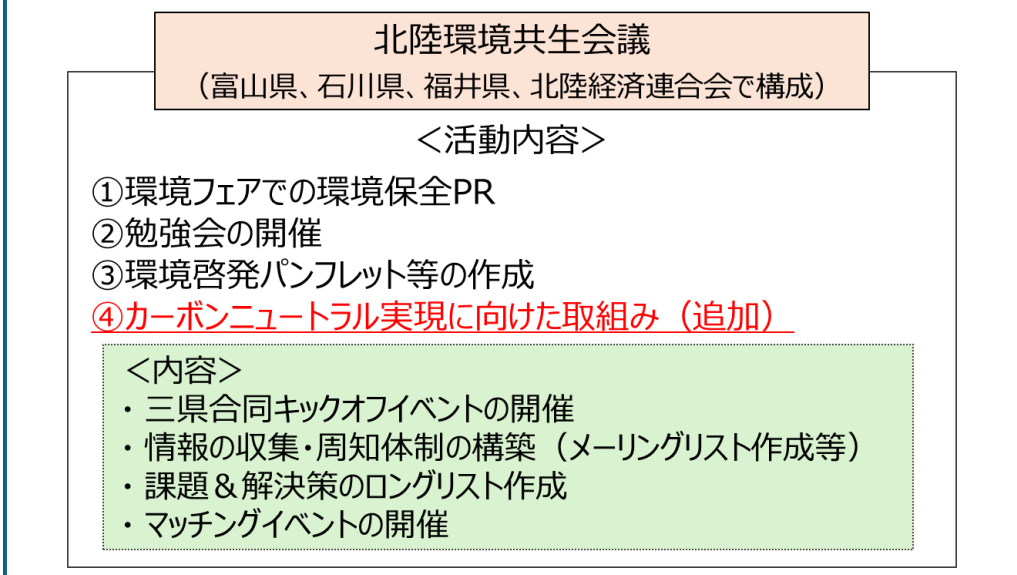 北陸環境共生会議
（富山県、石川県、福井県、北陸経済連合会で構成）
＜活動内容＞
①環境フェアでの環境保全PR
②勉強会の開催
③環境啓発パンフレット等の作成
④カーボンニュートラル実現に向けた取組み（追加）
＜内容＞
・三県合同キックオフイベントの開催
・情報の収集・周知体制の構築（メーリングリスト作成等）
・課題＆解決策のロングリスト作成
・マッチングイベントの開催